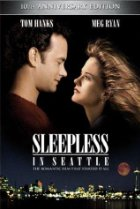 10TH ANNIVERSARY EDITION
TOM HANKS MEG RYAN
SLEEPLESS
IN SEATTLE